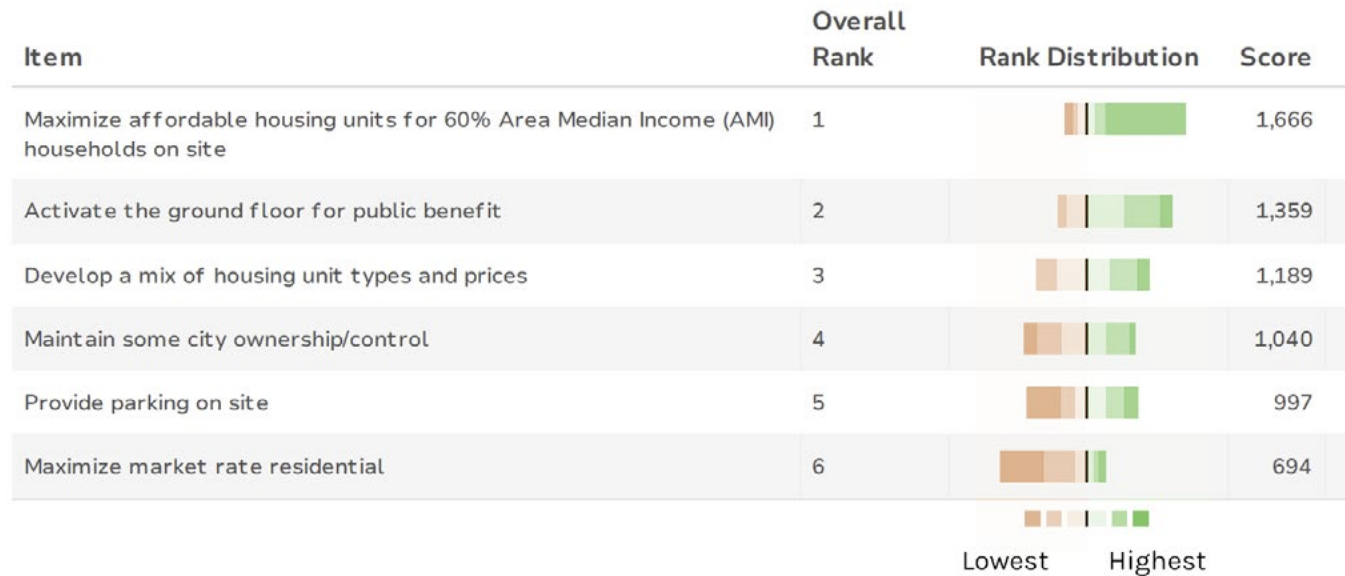 Overall
Item Rank Rank Distribution Score
Maximize affordable housing units for 60% Area Median Income (AMI) 1 1,666
households on site
Activate the ground floor for public benefit 2 1,359
Develop a mix of housing unit types and prices 3 1,189
Maintain some city ownership/control 4 1,040
Provide parking on site 5 997
Maximize market rate residential 6 694
Lowest Highest